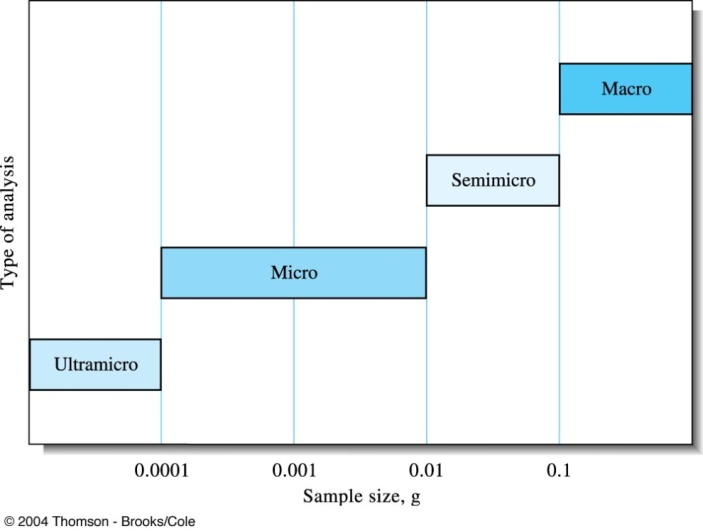 Macro
Semimicro
Micro
Ultramicro
Type of analysis
0.0001 0.001 0.01 0.1
Sample size, g
© 2004 Thomson - Brooks/Cole